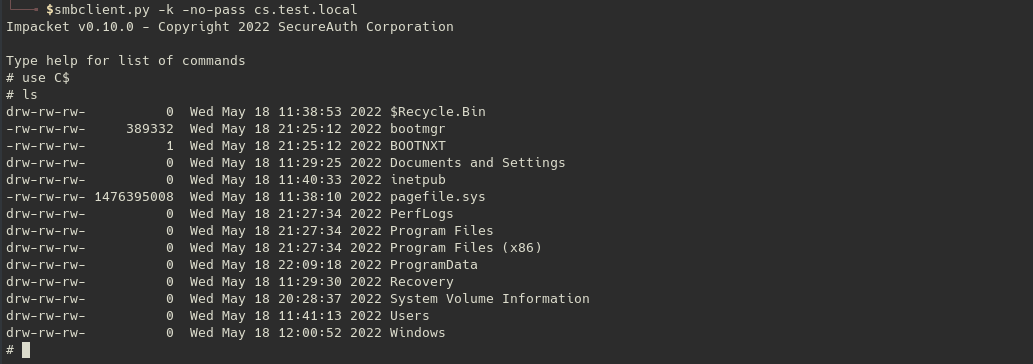 $smbclient.py -k -no-pass cs.test.local
Impacket v0.10.0 - Copyright 2022 SecureAuth Corporation

Type help for list of commands
# use C$
# ls
drw-rw-rw-          0  Wed May 18 11:38:53 2022 $Recycle.Bin
-rw-rw-rw-     389332  Wed May 18 21:25:12 2022 bootmgr
-rw-rw-rw-          1  Wed May 18 21:25:12 2022 BOOTNXT
drw-rw-rw-          0  Wed May 18 11:29:25 2022 Documents and Settings
drw-rw-rw-          0  Wed May 18 11:40:33 2022 inetpub
-rw-rw-rw- 1476395008  Wed May 18 11:38:10 2022 pagefile.sys
drw-rw-rw-          0  Wed May 18 21:27:34 2022 PerfLogs
drw-rw-rw-          0  Wed May 18 21:27:34 2022 Program Files
drw-rw-rw-          0  Wed May 18 21:27:34 2022 Program Files (x86)
drw-rw-rw-          0  Wed May 18 22:09:18 2022 ProgramData
drw-rw-rw-          0  Wed May 18 11:29:30 2022 Recovery
drw-rw-rw-          0  Wed May 18 20:28:37 2022 System Volume Information
drw-rw-rw-          0  Wed May 18 11:41:13 2022 Users
drw-rw-rw-          0  Wed May 18 12:00:52 2022 Windows
#